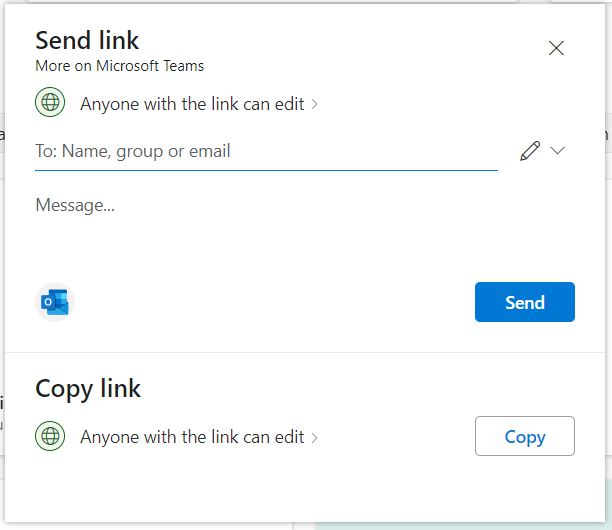 Send link
More on Microsoft Teams
Anyone with the link can edit
To: Name, group or email
Message...
Send
Copy link
Anyone with the link can edit
Copy